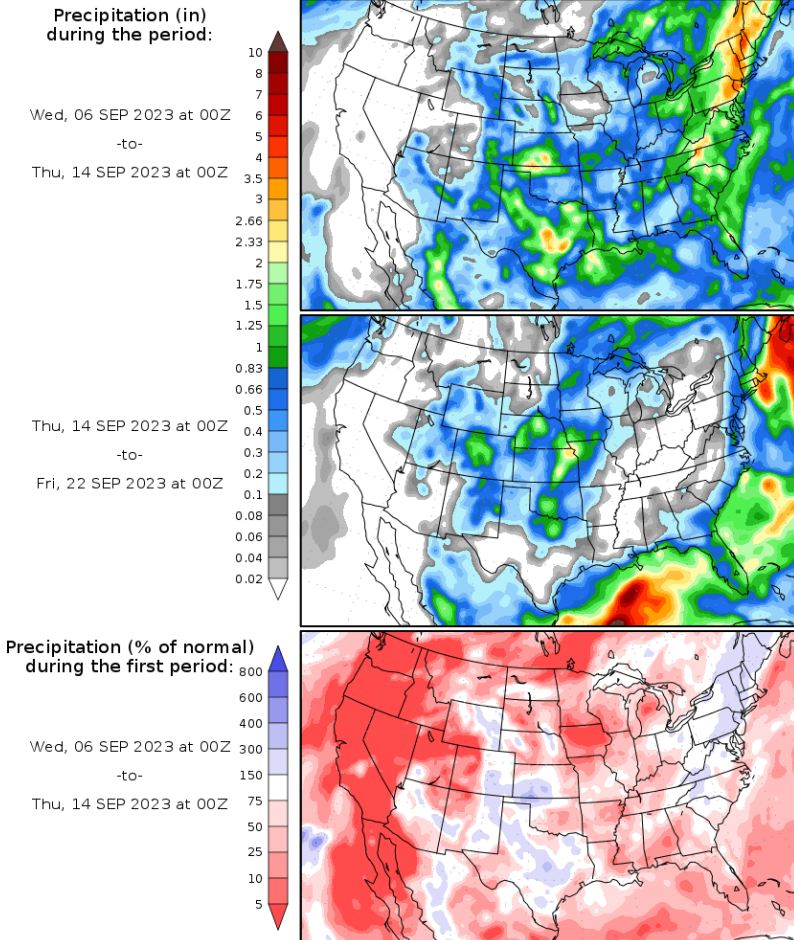 Precipitation (in)
during the period:
Wed, 06 SEP 2023 at 00Z
-to-
Thu, 14 SEP 2023 at 00Z
10
8
7
6
5
4
3.5
3
2.66
2.33
2
1.75
1.5
1.25
1
0.83
0.66
0.5
0.4
0.3
0.2
0.1
0.08
0.06
0.04
0.02
Thu, 14 SEP 2023 at 00Z
-to-
Fri, 22 SEP 2023 at 00Z
Precipitation (% of normal)
during the first period:
Wed, 06 SEP 2023 at 00Z
-to-
Thu, 14 SEP 2023 at 00Z
800
600
400
300
150
75
50
25
10
5